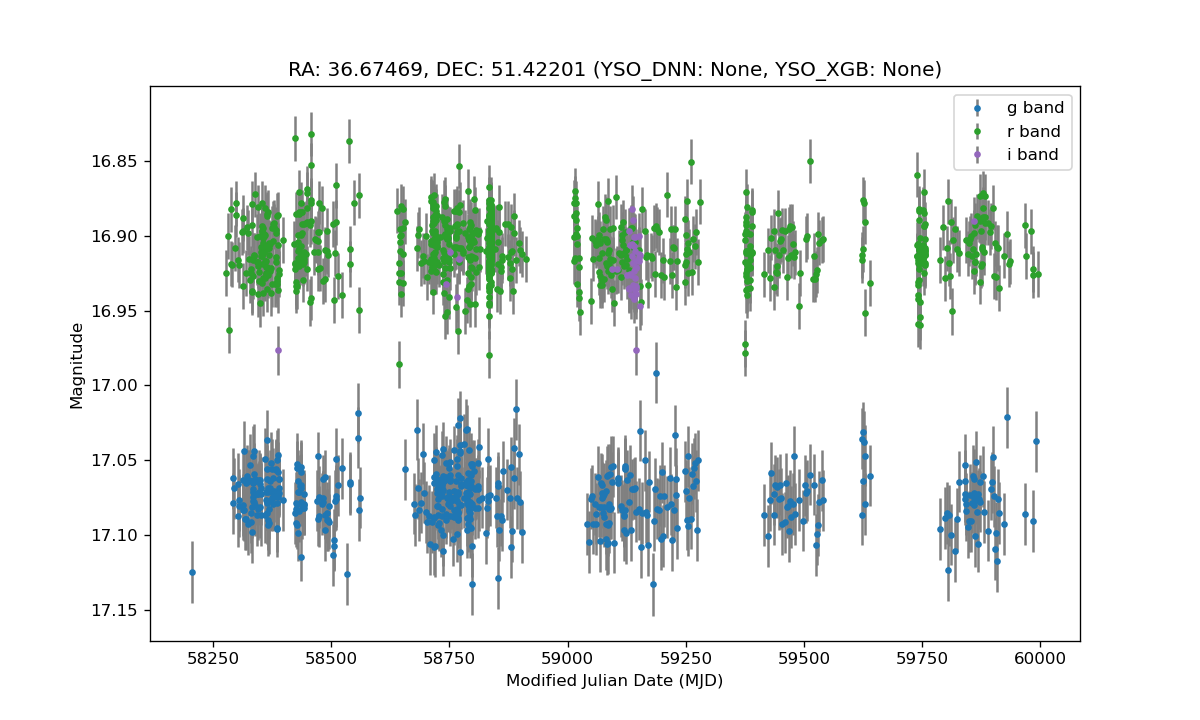 RA: 36.67469, DEC: 51.42201 (YSO_DNN: None, YSO_XGB: None)
g band
r band
i band
16.85
16.90
16.95
17.00
17.05
17.10
17.15
Magnitude
58250 58500 58750 59000 59250 59500 59750 60000
Modified Julian Date (MJD)